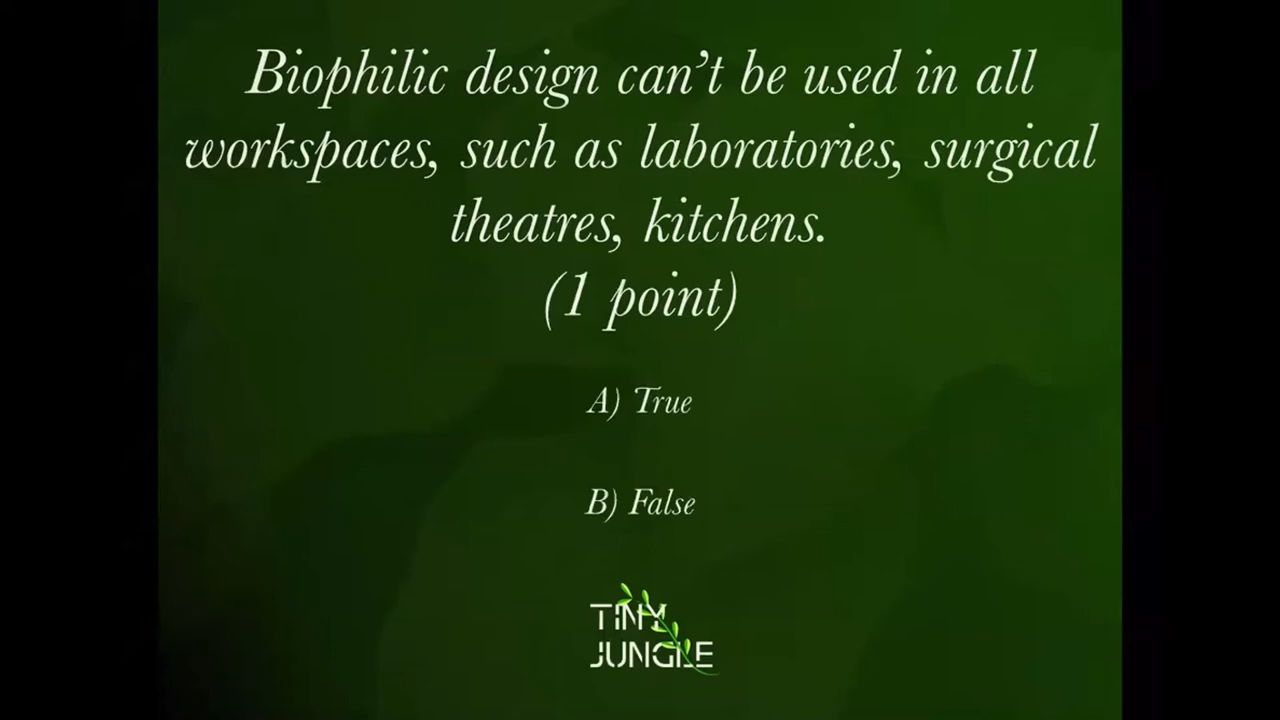 Biophilic design can't be used in all
workspaces, such as laboratories, surgical
theatres, kitchens.
(1 point)
A) True
B) False
TINY
JUNGLE